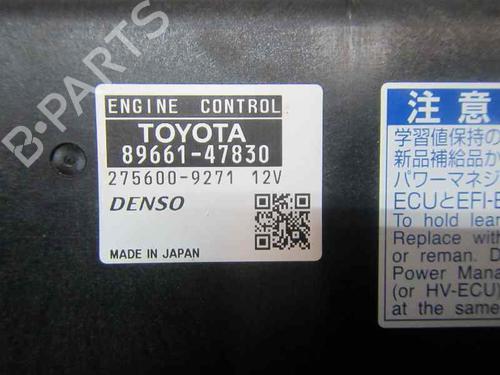 ENGINE CONTROL
TOYOTA
89661-47830
275600-9271 12V
DENSO
MADE IN JAPAN
注意
学習値保持の
新品補給品か
パワーマネジ
ECUとEFI-E
To hold lear
Replace with
or reman. D
Power Mana
(or HV-ECU)
at the same
B-Parts